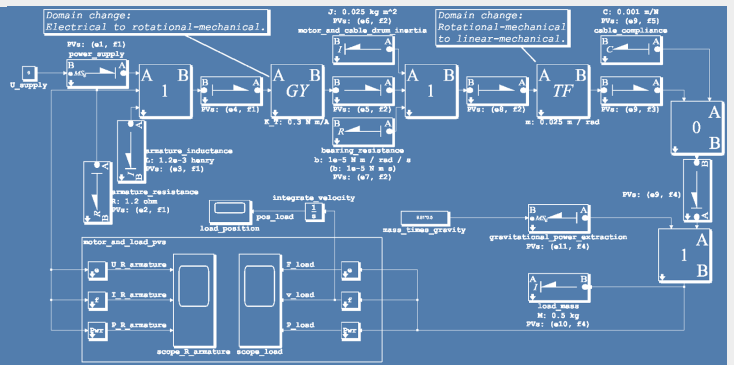 Domain change:
Electrical to rotational-mechanical.
J: 0.025 kg m^2
PVs: (e6, f2)
motor_and_cable_drum_inertia
Domain change:
Rotational-mechanical
to linear-mechanical.
C: 0.001 m/N
PVs: (e9, f5)
cable_compliance
PVs: (e1, f1)
power_supply
U_supply
A B
1
PVs: (e4, f1)
A B
GY
K_T: 0.3 N m/A
B I A
PVs: (e5, f2)
A B
1
PVs: (e8, f2)
A B
TF
m: 0.025 m / rad
B C A
PVs: (e9, f3)
A
0
B
B R A
bearing_resistance
b: 1e-5 N m / rad / s
(b: 1e-5 N m s)
PVs: (e7, f2)
armature_inductance
L: 1.2e-3 henry
PVs: (e3, f1)
armature_resistance
R: 1.2 ohm
PVs: (e2, f1)
PVs: (e9, f4)
integrate_velocity
1
s
pos_load
load_position
mass_times_gravity
gravitational_power_extraction
PVs: (e11, f4)
A
1
B
motor_and_load_pvs
e U_R_armature
F_load e
f I_R_armature
v_load f
Pwr P_R_armature
P_load Pwr
scope_R_armature scope_load
A I B
load_mass
M: 0.5 kg
PVs: (e10, f4)